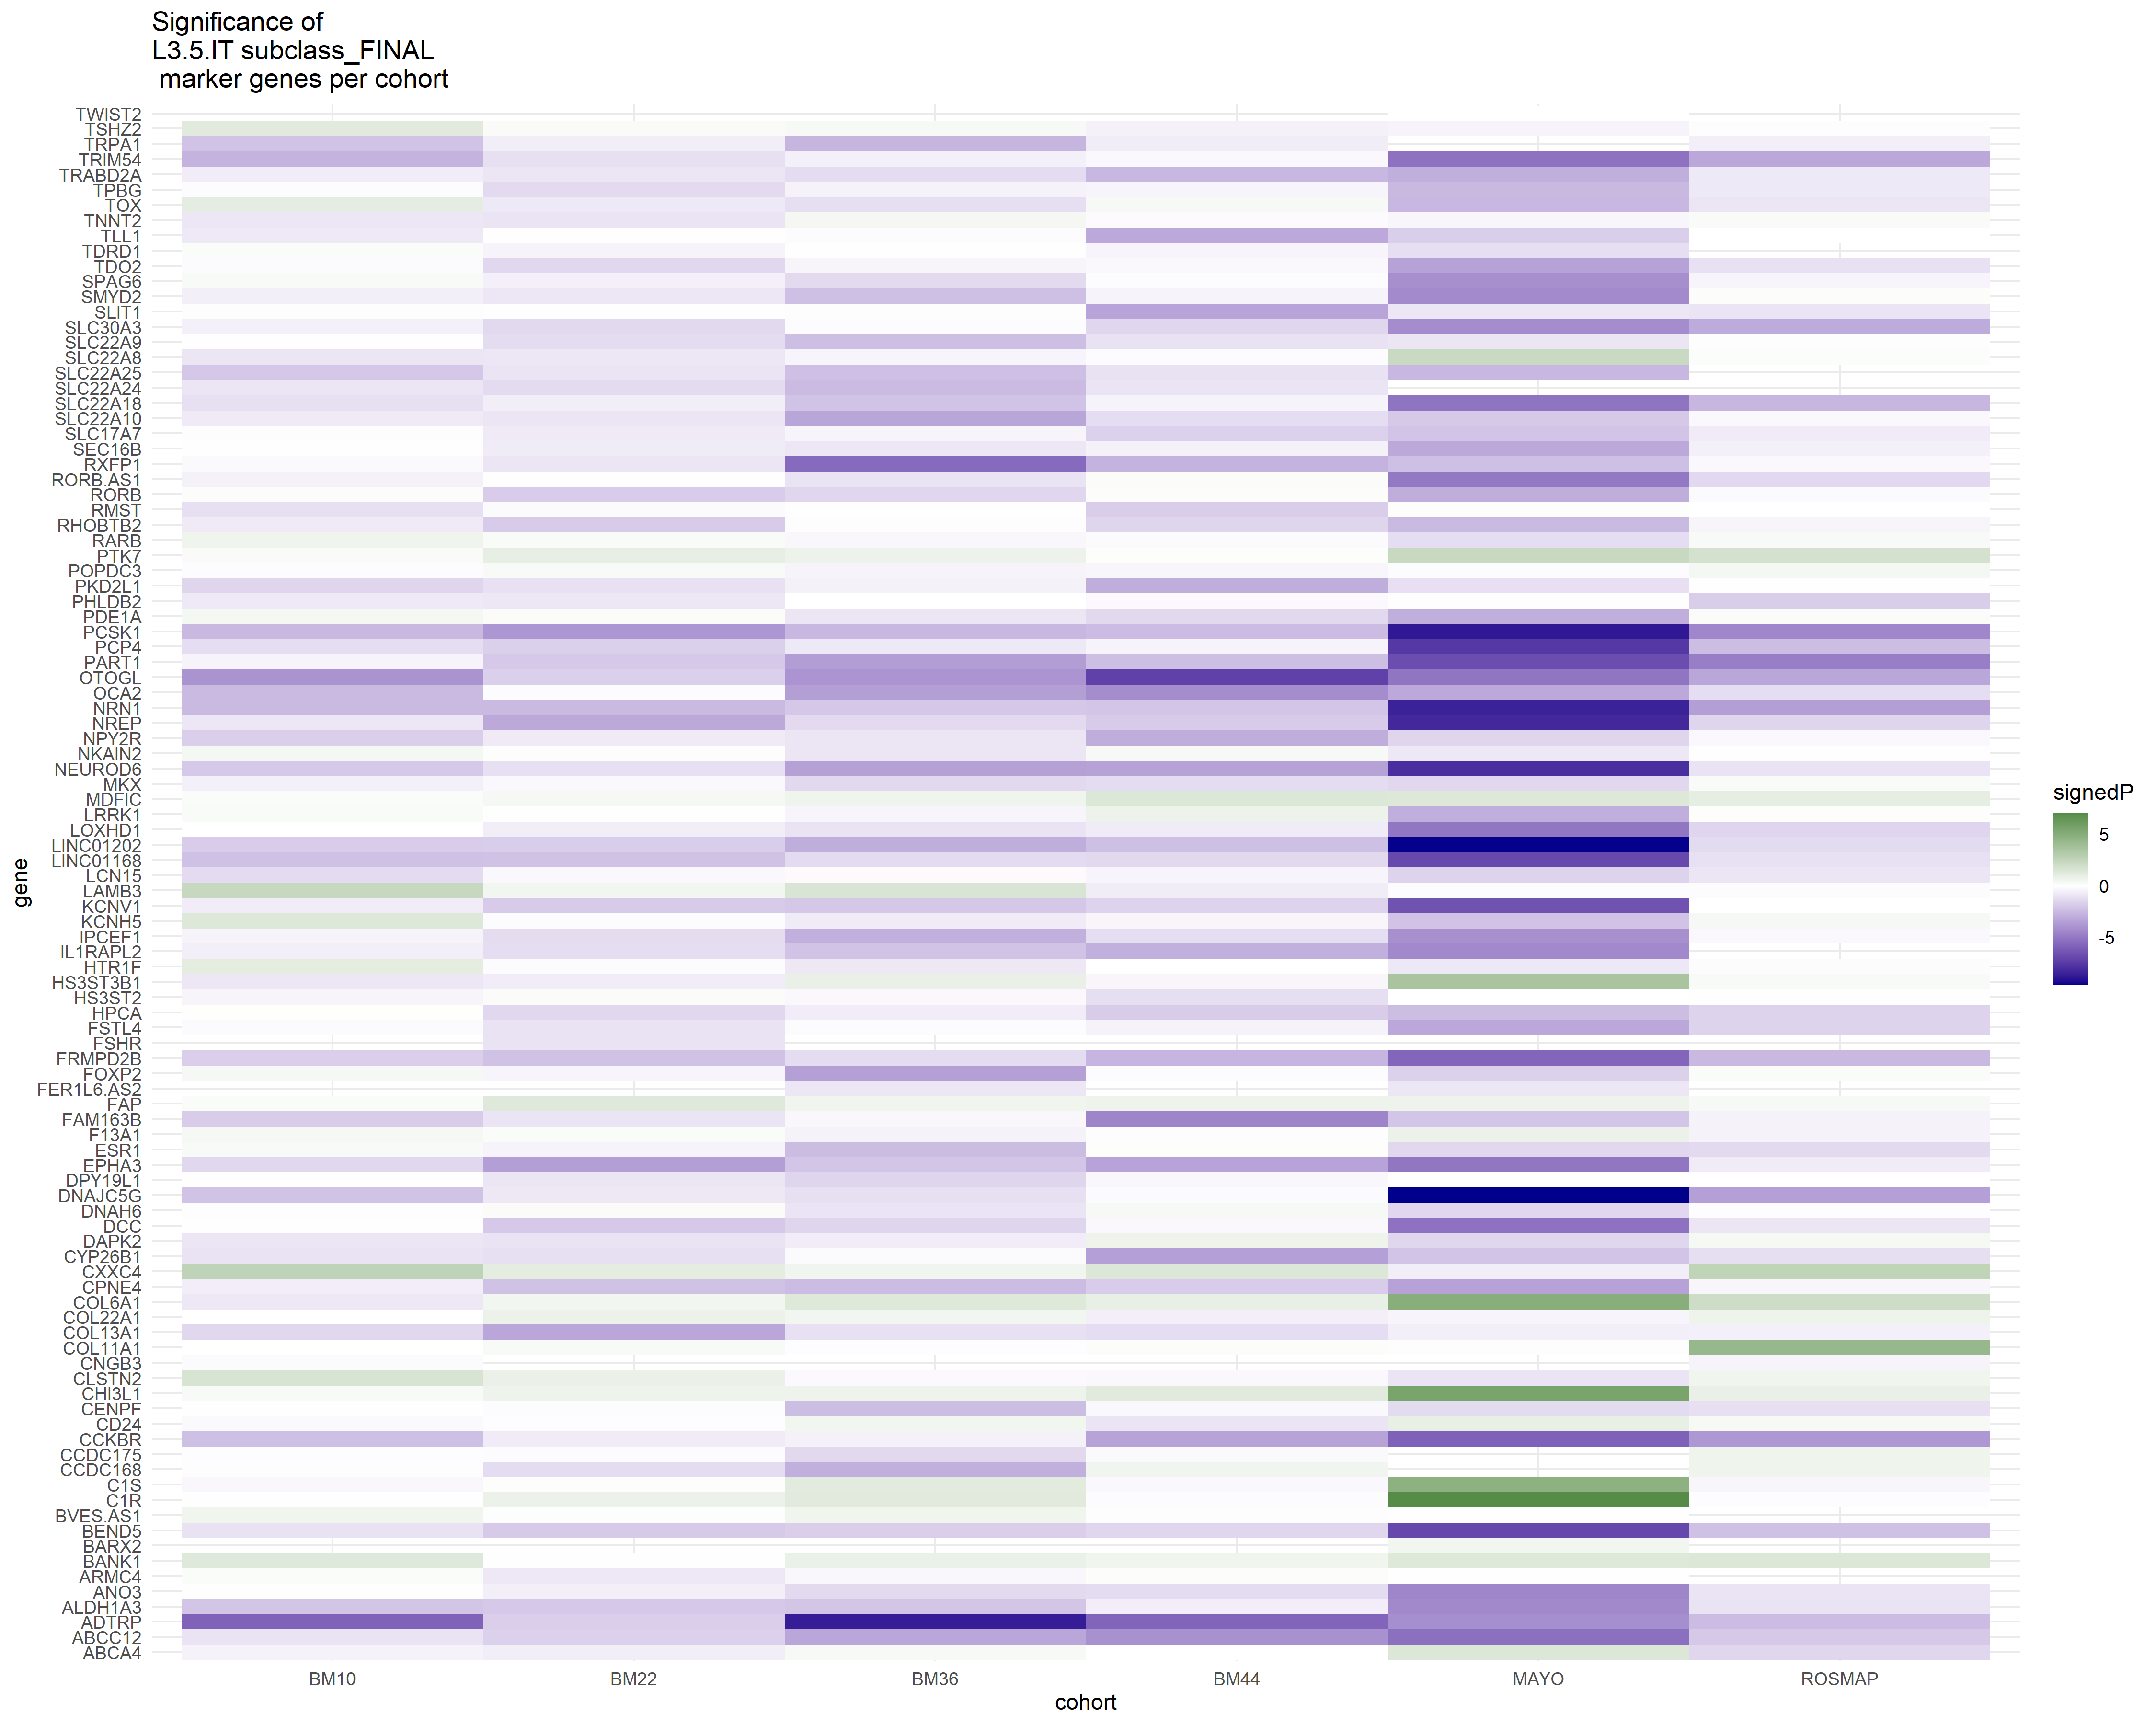 Significance of
L3.5.IT subclass_FINAL
marker genes per cohort
TWIST2
TSHZ2
TRPA1
TRIM54
TRABD2A
TPBG
TOX
TNNT2
TLL1
TDRD1
TDO2
SPAG6
SMYD2
SLIT1
SLC30A3
SLC22A9
SLC22A8
SLC22A25
SLC22A24
SLC22A18
SLC22A10
SLC17A7
SEC16B
RXFP1
RORB.AS1
RORB
RMST
RHOBTB2
RARB
PTK7
POPDC3
PKD2L1
PHLDB2
PDE1A
PCSK1
PCP4
PART1
OTOGL
OCA2
NRN1
NREP
NPY2R
NKAIN2
NEUROD6
MKX
MDFIC
LRRK1
LOXHD1
LINC01202
LINC01168
LCN15
LAMB3
KCNV1
KCNH5
IPCEF1
IL1RAPL2
HTR1F
HS3ST3B1
HS3ST2
HPCA
FSTL4
FSHR
FRMPD2B
FOXP2
FER1L6.AS2
FAP
FAM163B
F13A1
ESR1
EPHA3
DPY19L1
DNAJC5G
DNAH6
DCC
DAPK2
CYP26B1
CXXC4
CPNE4
COL6A1
COL22A1
COL13A1
COL11A1
CNGB3
CLSTN2
CHI3L1
CENPF
CD24
CCKBR
CCDC175
CCDC168
C1S
C1R
BVES.AS1
BEND5
BARX2
BANK1
ARMC4
ANO3
ALDH1A3
ADTRP
ABCC12
ABCA4
gene
BM10 BM22 BM36 BM44 MAYO ROSMAP
cohort
signedP
5
0
-5